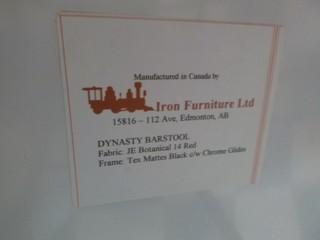 Manufactured in Canada by
Iron Furniture Ltd
15816 – 112 Ave, Edmonton, AB
DYNASTY BARSTOOL
Fabric: JE Botanical 14 Red
Frame: Tex Mattes Black c/w Chrome Glides